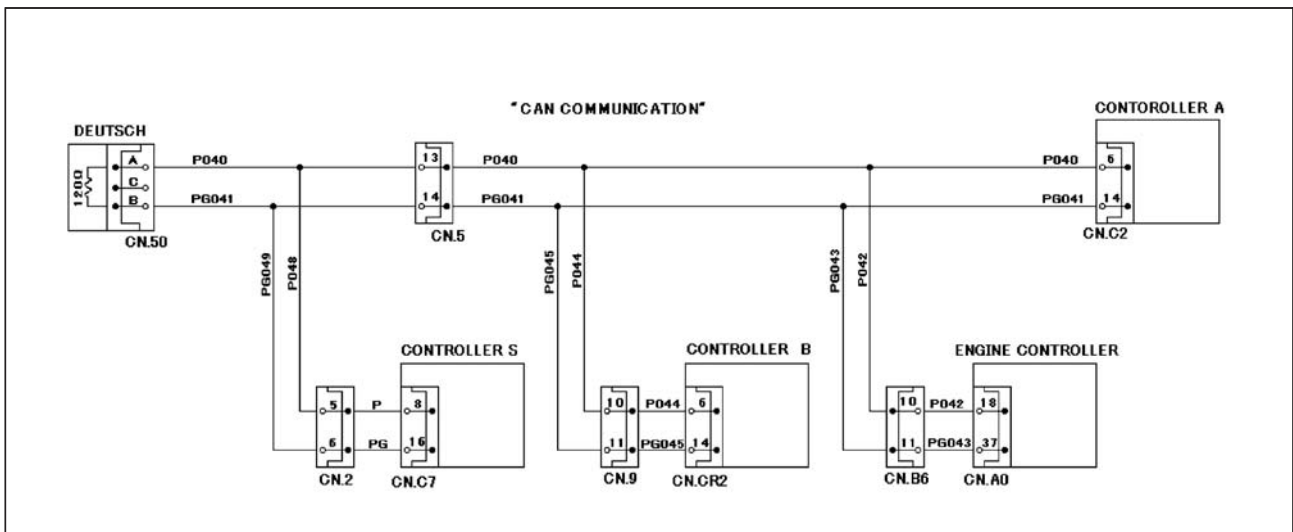 "CAN COMMUNICATION"
CONTOROLLER A
DEUTSCH
A
P040
13
P040
P040
6
120Ω
C
B
PG041
14
PG041
PG041
14
CN.50
CN.5
CN.C2
PG049
P048
PG045
P044
PG043
P042
CONTROLLER S
CONTROLLER B
ENGINE CONTROLLER
5
P
8
10
P044
6
10
P042
18
6
PG
16
11
PG045
14
11
PG043
37
CN.2
CN.C7
CN.9
CN.CR2
CN.B6
CN.A0